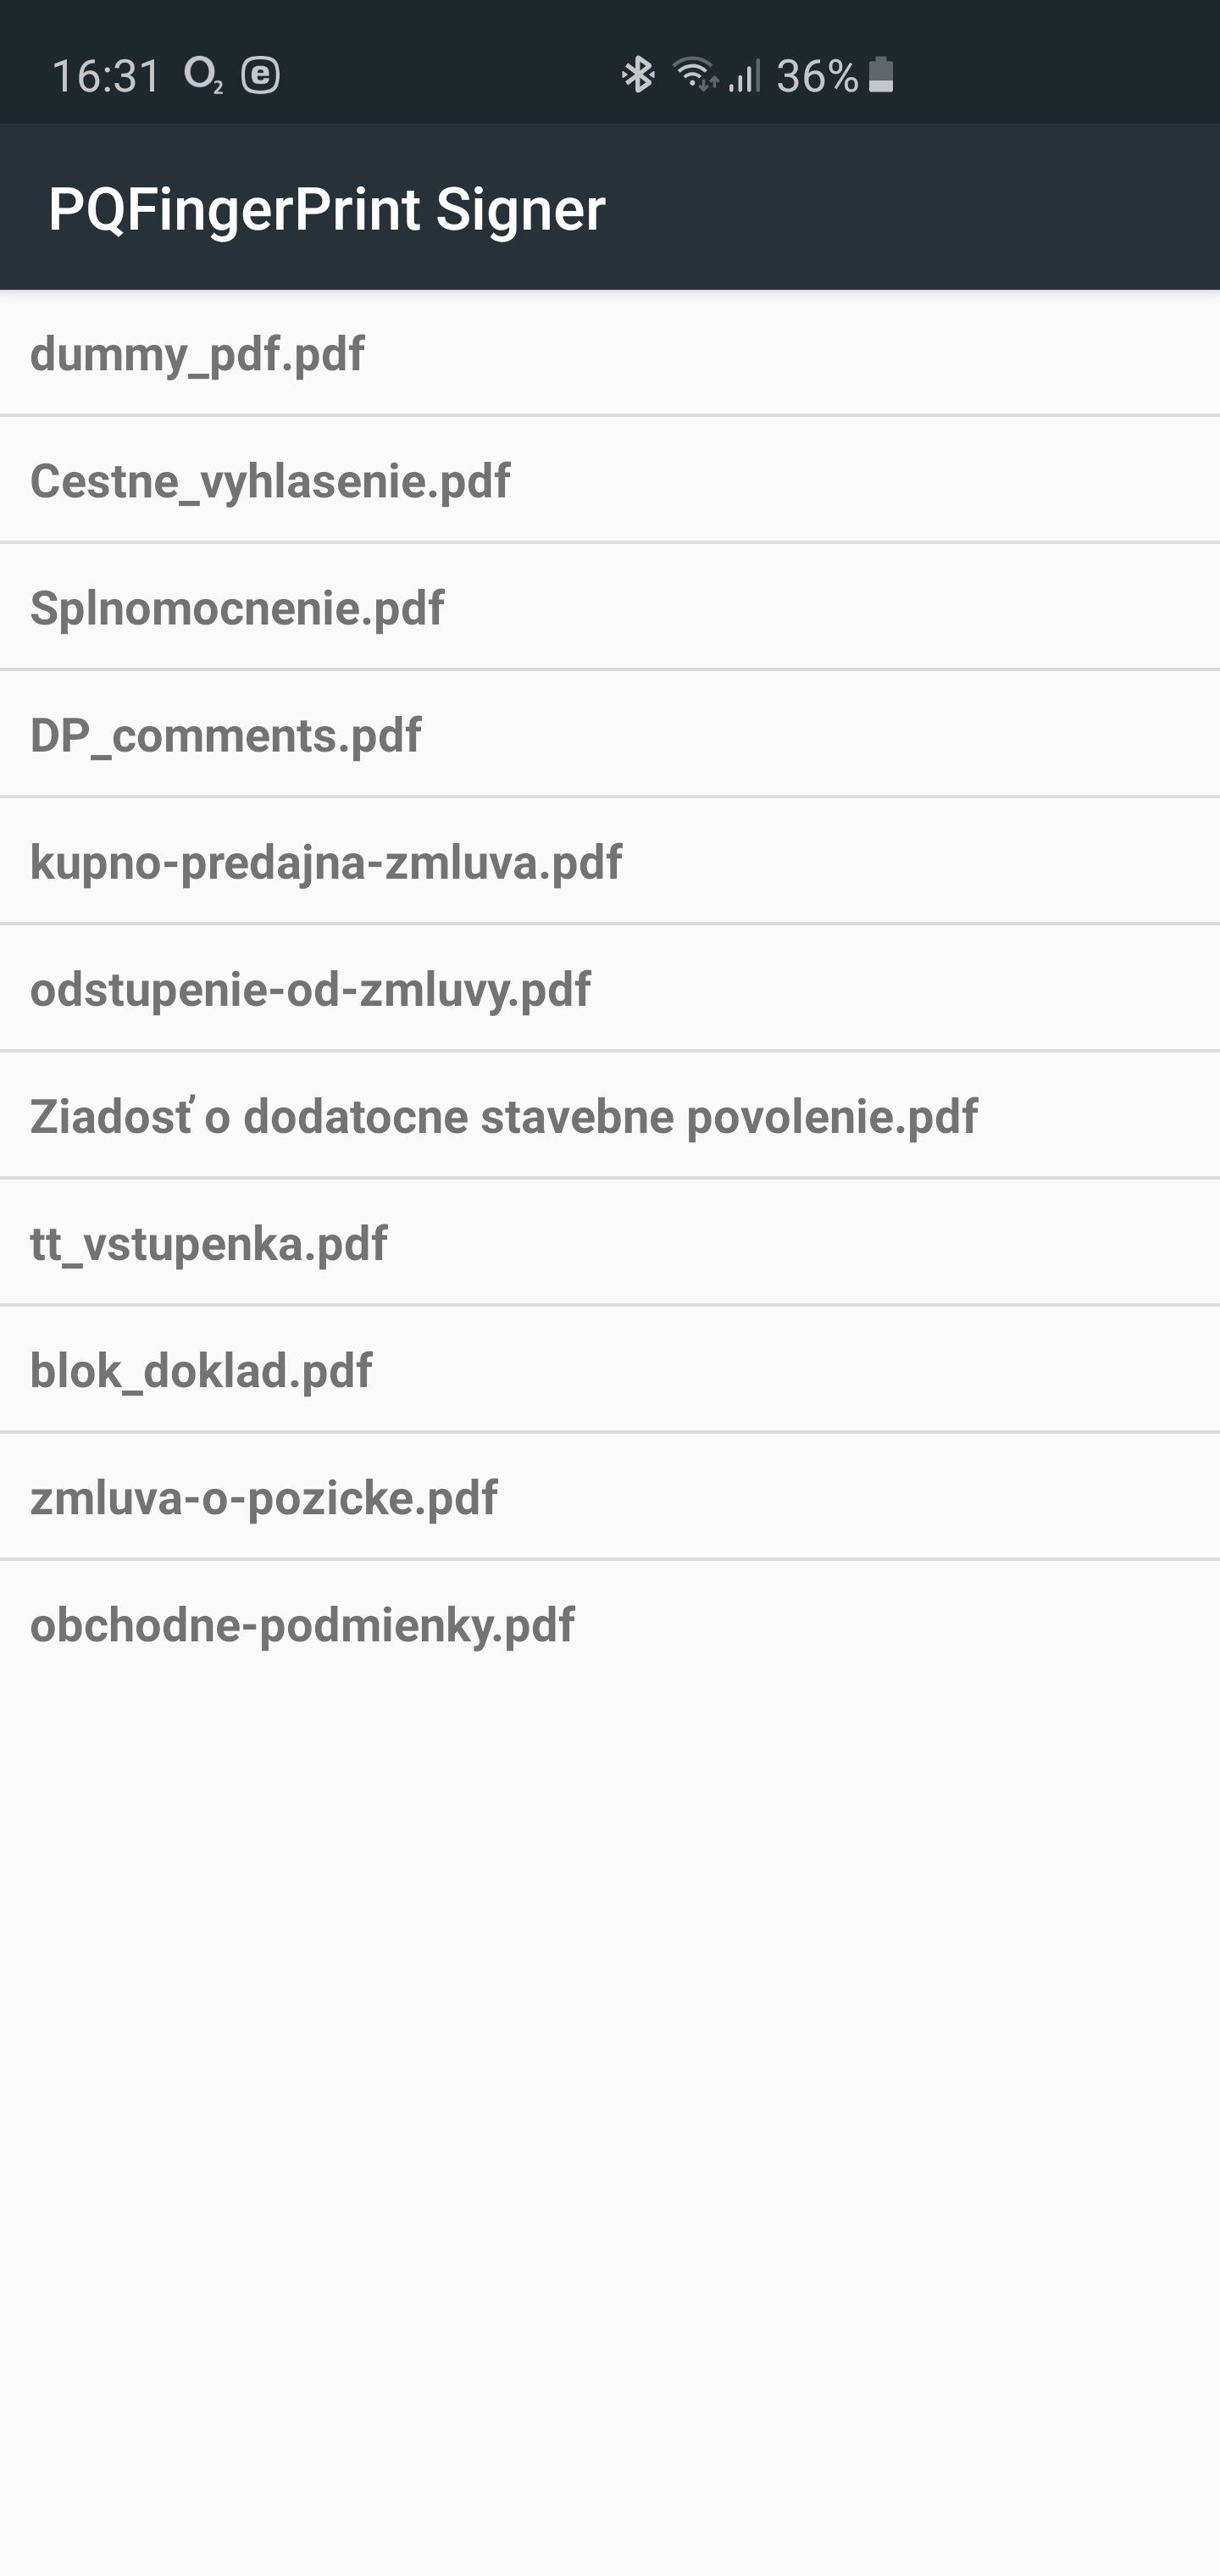 16:31 O2 e 36%
PQFingerPrint Signer
dummy_pdf.pdf
Cestne_vyhlasenie.pdf
Splnomocnenie.pdf
DP_comments.pdf
kupno-predajna-zmluva.pdf
odstupenie-od-zmluvy.pdf
Ziadosť o dodatocne stavebne povolenie.pdf
tt_vstupenka.pdf
blok_doklad.pdf
zmluva-o-pozicke.pdf
obchodne-podmienky.pdf